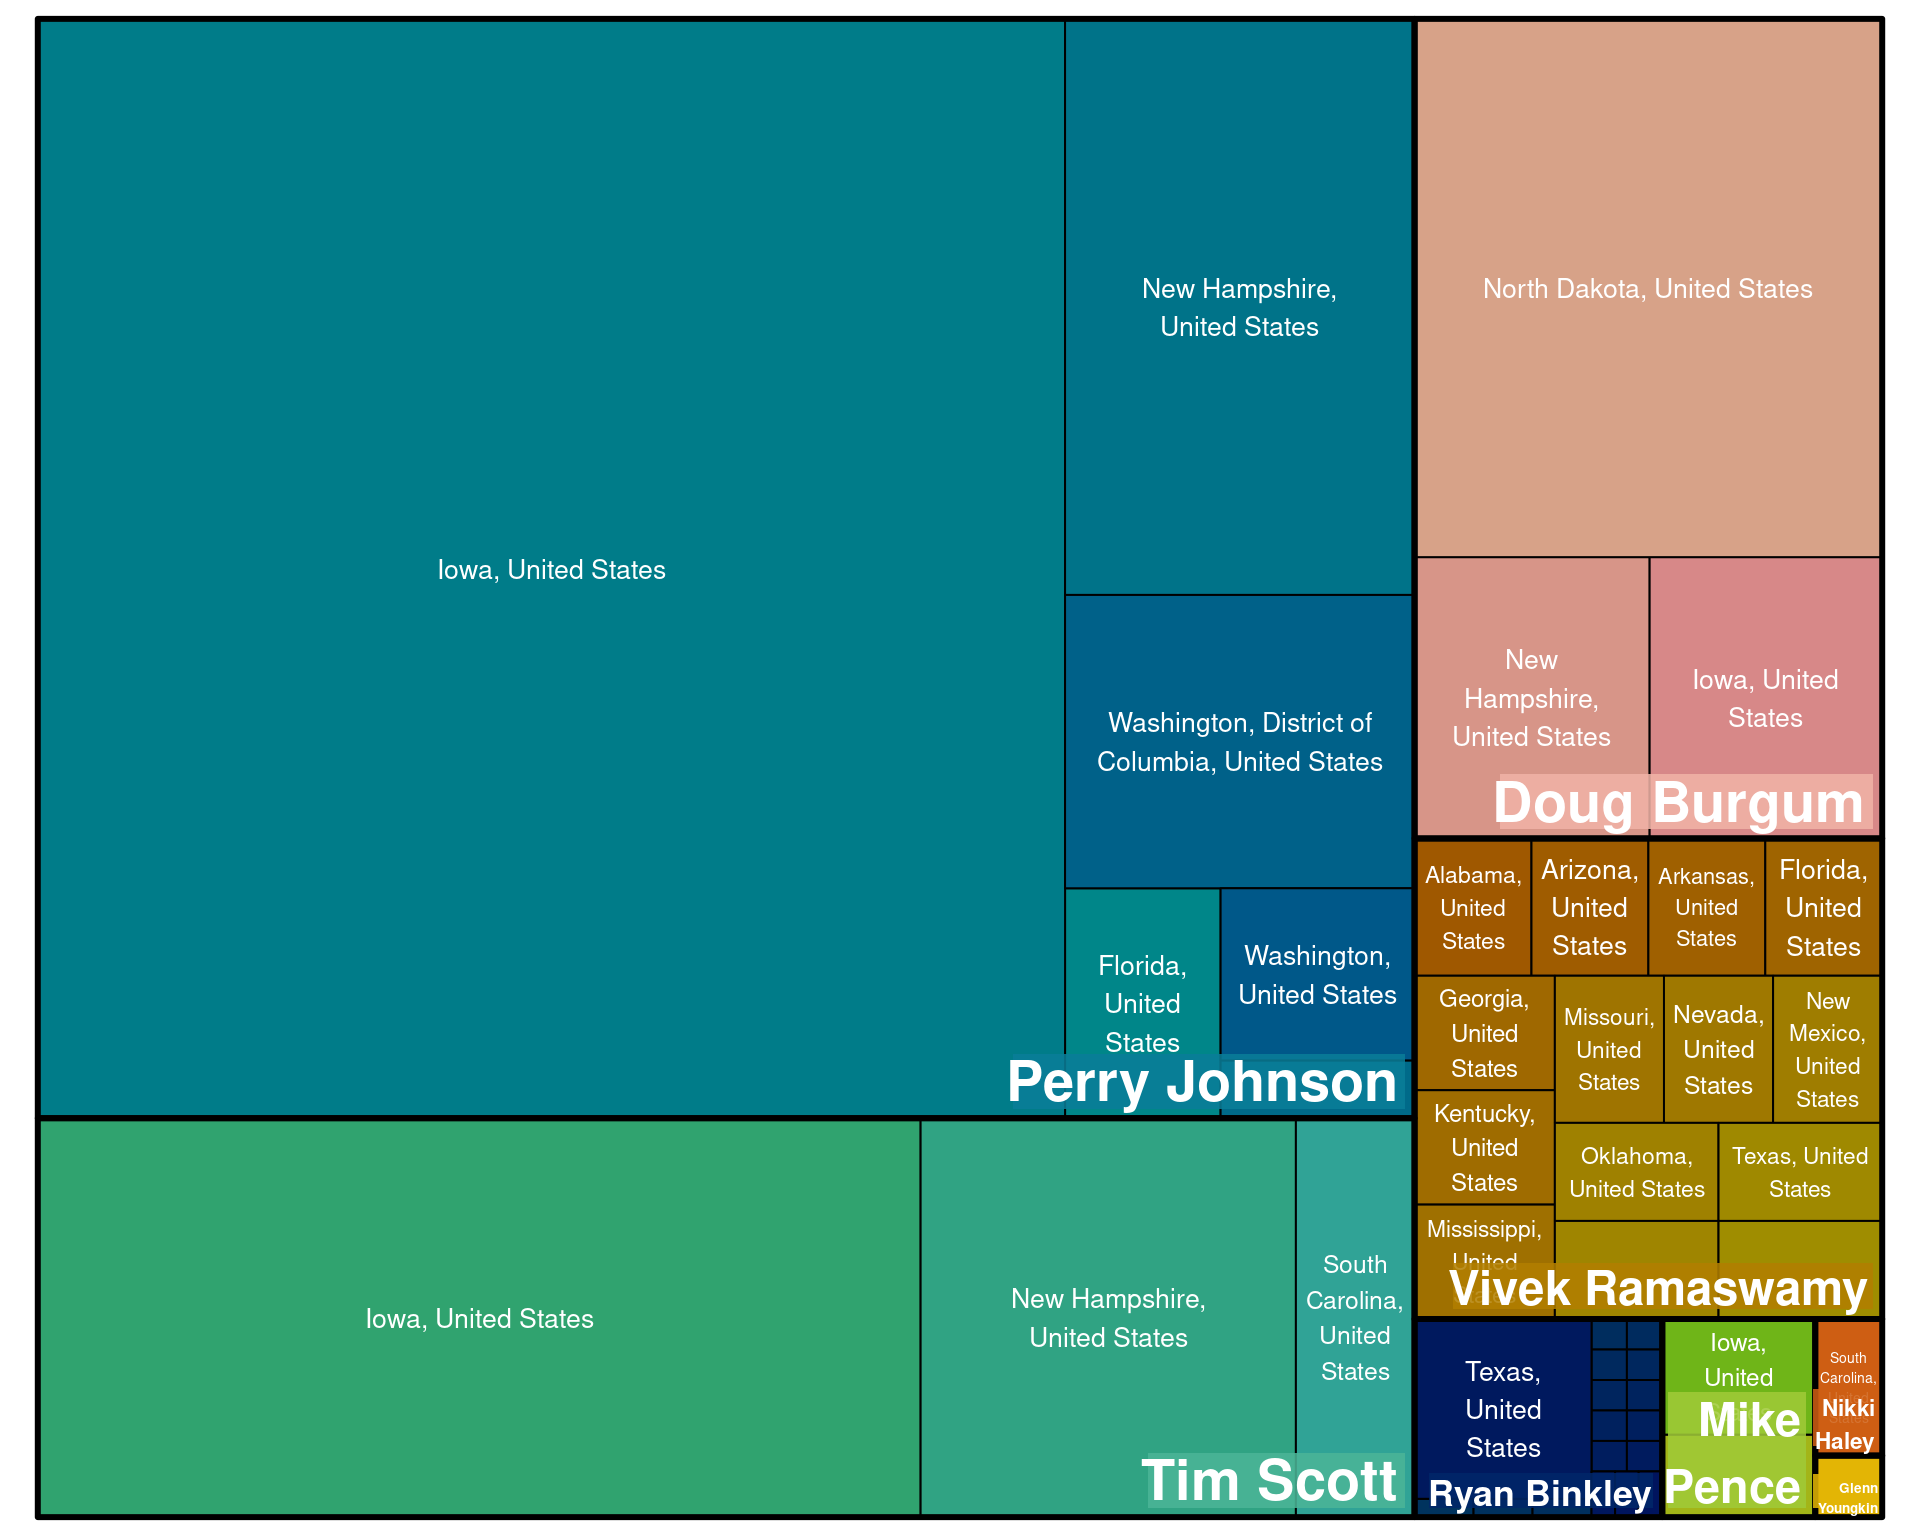 Iowa, United States
New Hampshire,
United States
Washington, District of
Columbia, United States
Florida,
United
States
Washington,
United States
Perry Johnson
Iowa, United States
New Hampshire,
United States
South
Carolina,
United
States
Tim Scott
North Dakota, United States
New
Hampshire,
United States
Iowa, United
States
Doug Burgum
Alabama,
United
States
Arizona,
United
States
Arkansas,
United
States
Florida,
United
States
Georgia,
United
States
Missouri,
United
States
Nevada,
United
States
New
Mexico,
United
States
Kentucky,
United
States
Oklahoma,
United States
Texas, United
States
Mississippi,
United
Vivek Ramaswamy
Texas,
United
States
Ryan Binkley
Iowa,
United
Mike
Pence
South
Carolina,
Nikki
Haley
Glenn
Youngkin